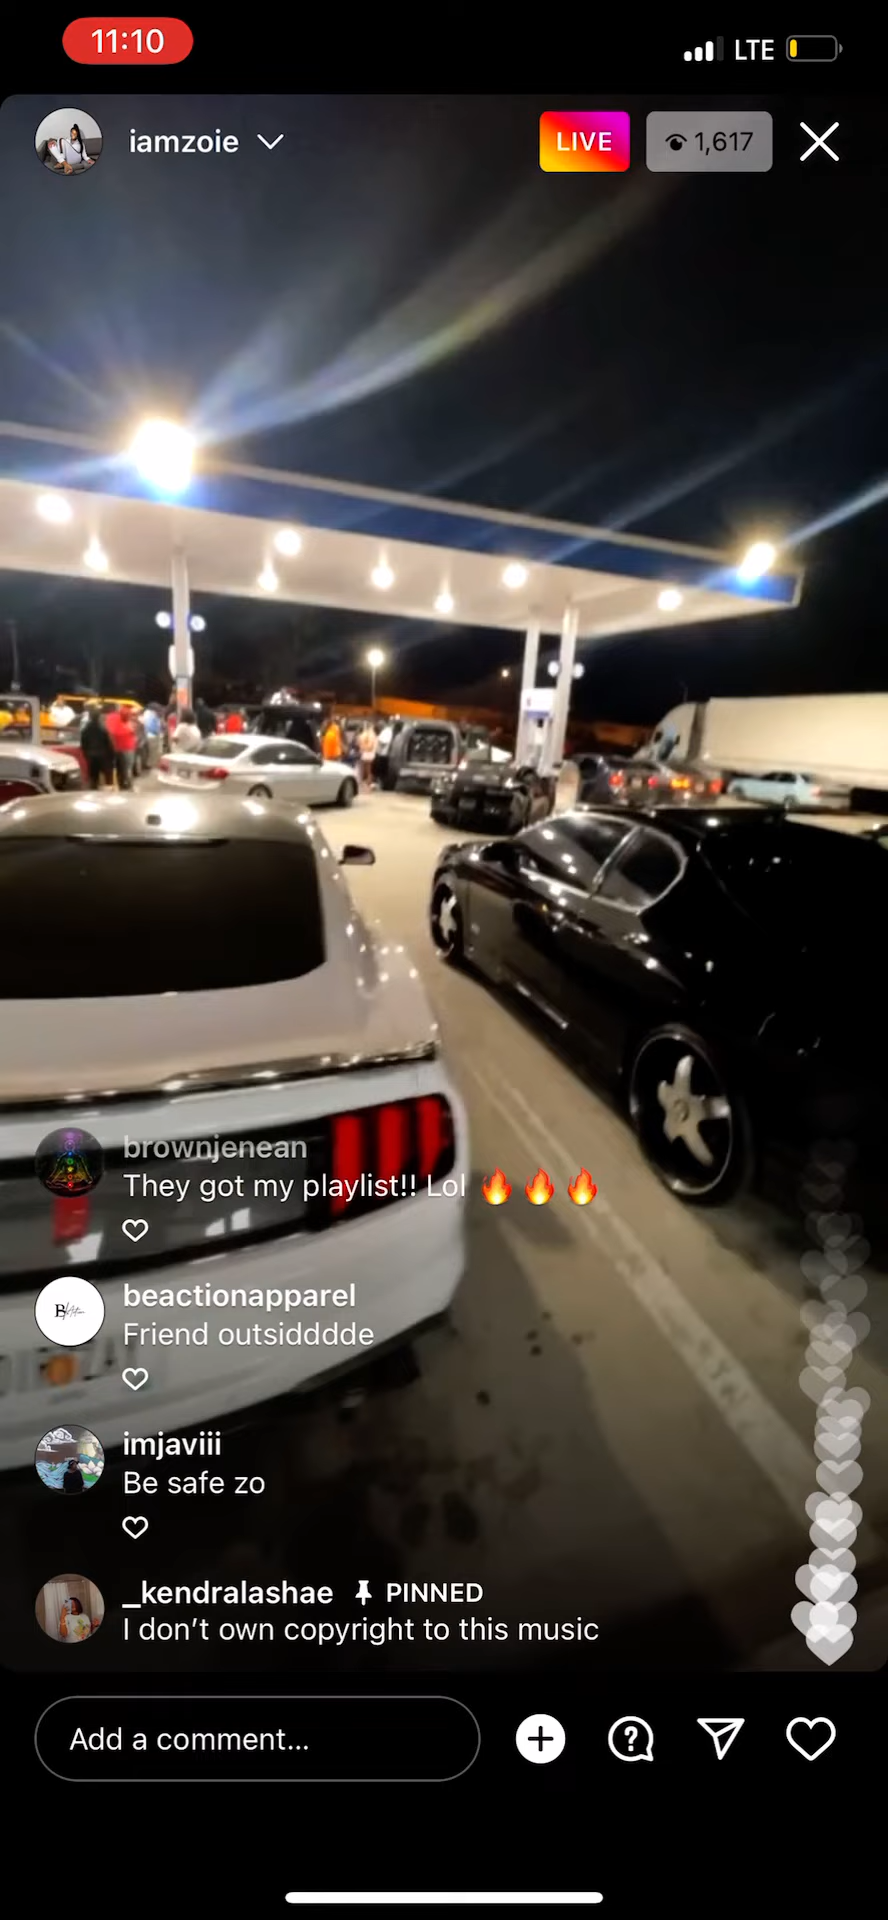 11:10
LTE
iamzoie
LIVE
1,617
brownjenean
They got my playlist!! Lol 🔥🔥🔥
beactionapparel
Friend outsidddde
imjaviii
Be safe zo
_kendralashae PINNED
I don’t own copyright to this music
Add a comment...